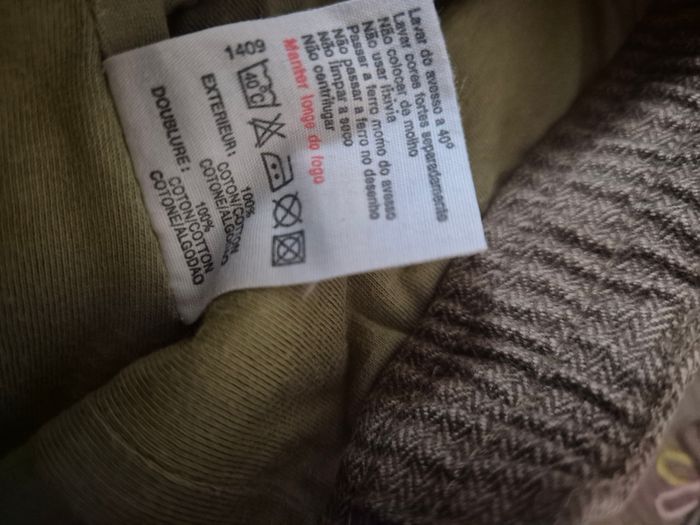 Lavar do avesso a 40º
Lavar cores fortes separadamente
Não colocar de molho
Não usar lixivia
Passar a ferro morno do avesso
Não passar a ferro no desenho
Não limpar a seco
Não centrifugar
Manter longe do fogo
140g
40°C
EXTERIEUR:
100%
COTON/COTTON
COTONE/ALGODAO
DOUBLURE:
100%
COTON/COTTON
COTONE/ALGODAO